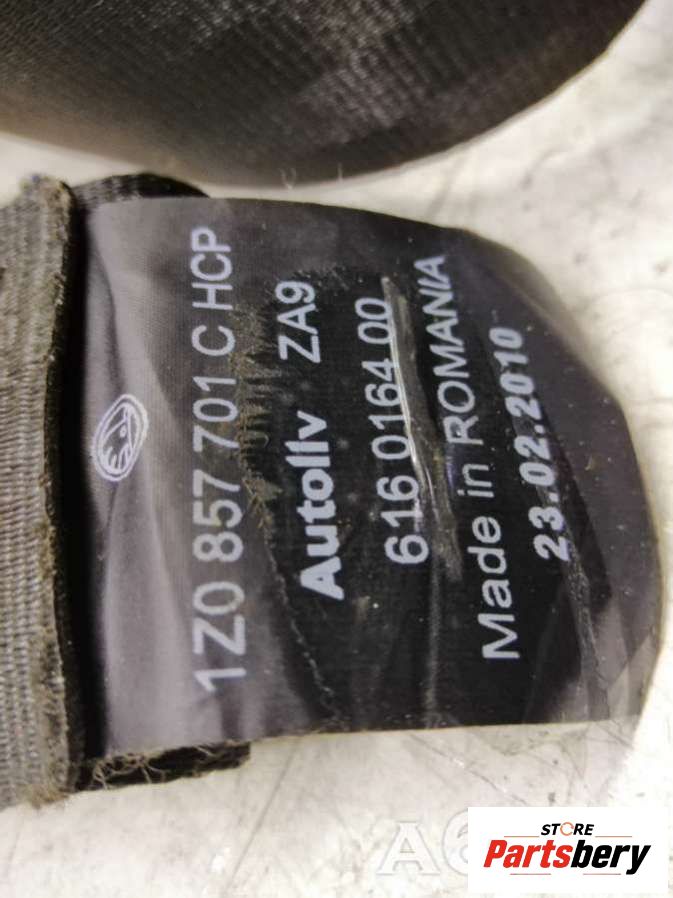 1Z0 857 701 C HCP
Autoliv ZA9
616 0164 00
Made in ROMANIA
23.02.2010
STORE
Partsbery